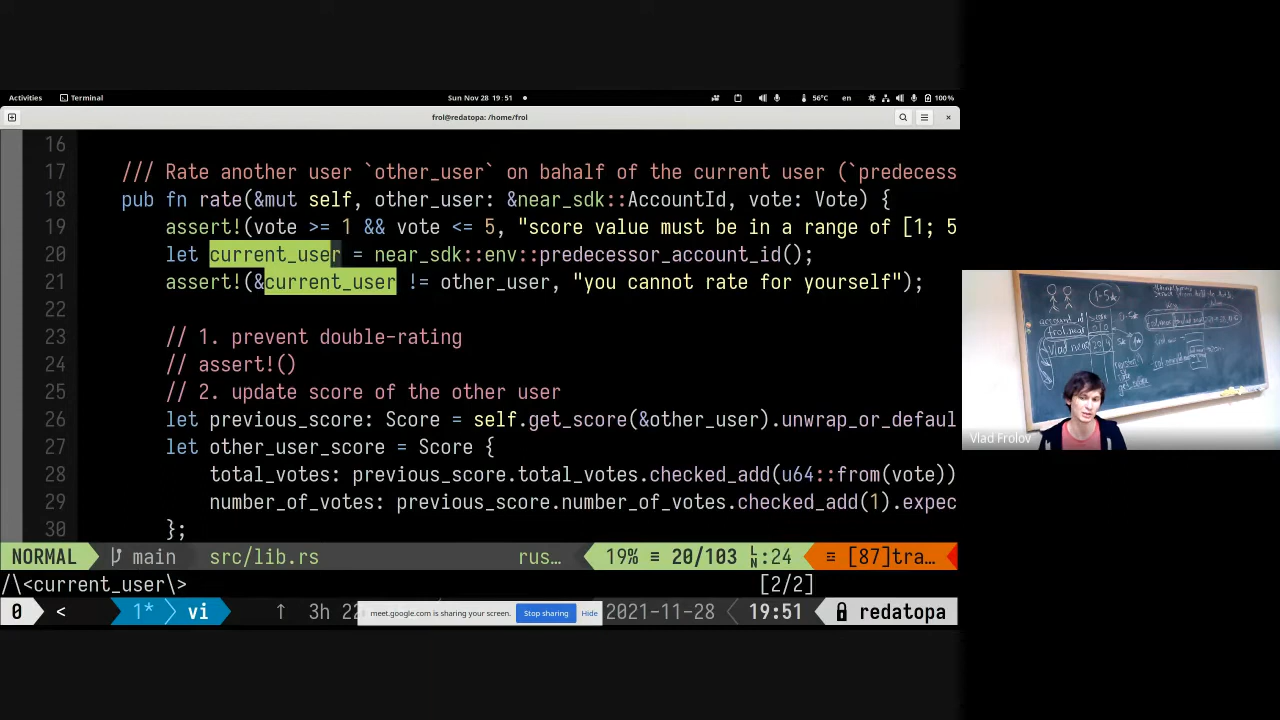 Activities Terminal Sun Nov 28 19:51 56°C en 100%
frol@redatopa: /home/frol
16
17 /// Rate another user `other_user` on bahalf of the current user (`predecess
18 pub fn rate(&mut self, other_user: &near_sdk::AccountId, vote: Vote) {
19 assert!(vote >= 1 && vote <= 5, "score value must be in a range of [1; 5
20 let current_user = near_sdk::env::predecessor_account_id();
21 assert!(&current_user != other_user, "you cannot rate for yourself");
22
23 // 1. prevent double-rating
24 // assert!()
25 // 2. update score of the other user
26 let previous_score: Score = self.get_score(&other_user).unwrap_or_defaul
27 let other_user_score = Score {
28 total_votes: previous_score.total_votes.checked_add(u64::from(vote))
29 number_of_votes: previous_score.number_of_votes.checked_add(1).expec
30 };
NORMAL main src/lib.rs rus… 19% ≡ 20/103 LN:24 ≡ [87]tra…
/\<current_user\> [2/2]
0 < 1* vi ↑ 3h meet.google.com is sharing your screen. Stop sharing Hide 2021-11-28 19:51 redatopa
1-5
account_id
Vlad Frolov